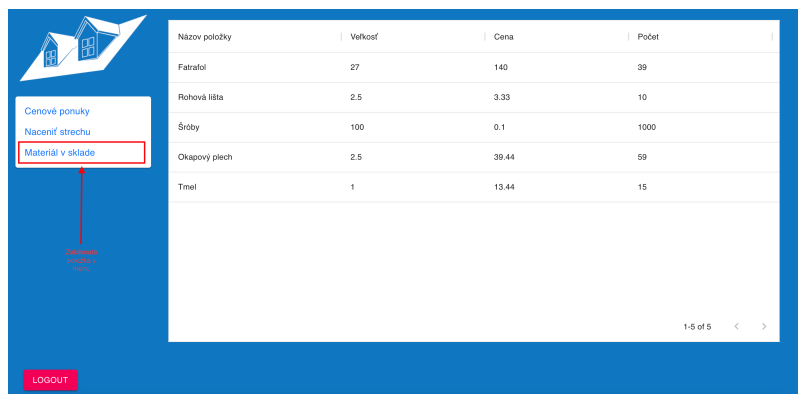 Názov položky Veľkosť Cena Počet
Fatrafol 27 140 39
Rohová lišta 2.5 3.33 10
Šróby 100 0.1 1000
Okapový plech 2.5 39.44 59
Tmel 1 13.44 15
1-5 of 5
Cenové ponuky
Naceniť strechu
Materiál v sklade
LOGOUT